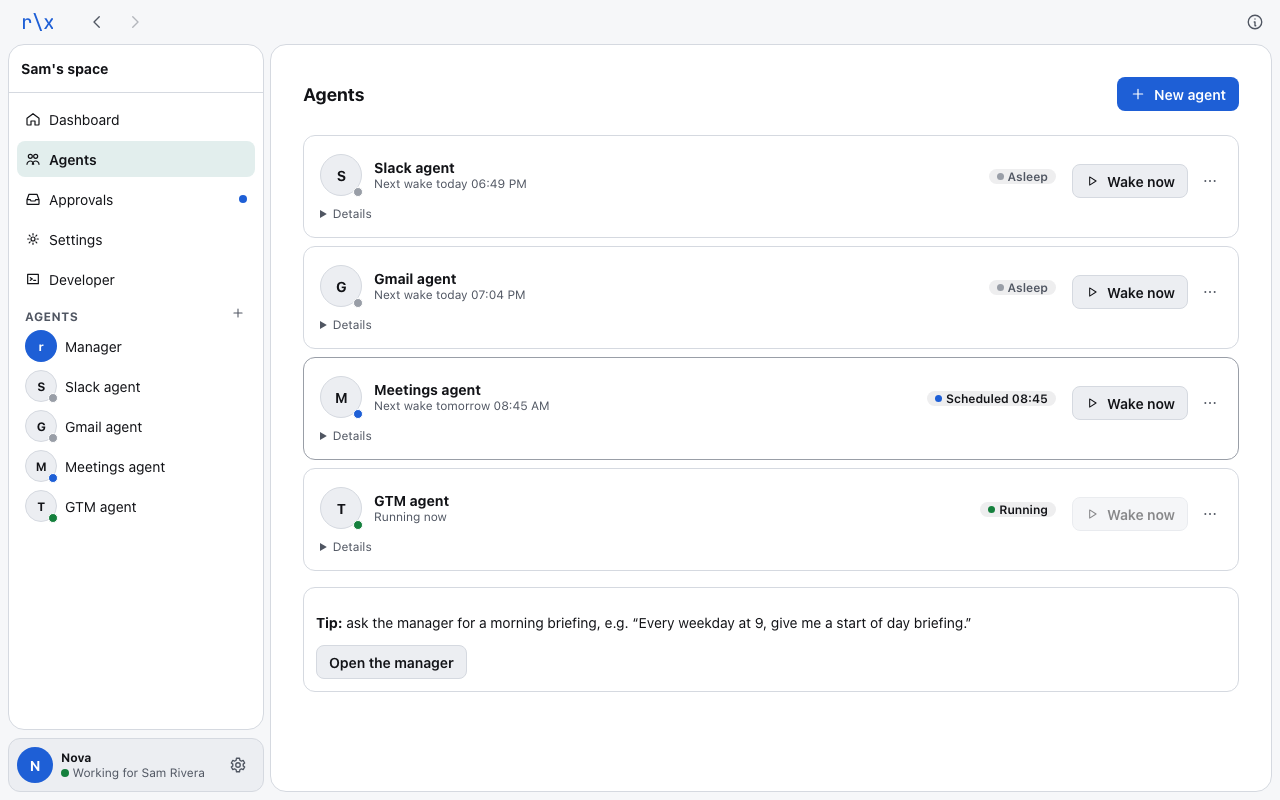 r\x
Sam's space
Dashboard
Agents
Approvals
Settings
Developer
AGENTS
r Manager
S Slack agent
G Gmail agent
M Meetings agent
T GTM agent
N Nova
Working for Sam Rivera
Agents
New agent
S Slack agent
Next wake today 06:49 PM
Asleep
Wake now
Details
G Gmail agent
Next wake today 07:04 PM
Asleep
Wake now
Details
M Meetings agent
Next wake tomorrow 08:45 AM
Scheduled 08:45
Wake now
Details
T GTM agent
Running now
Running
Wake now
Details
Tip: ask the manager for a morning briefing, e.g. “Every weekday at 9, give me a start of day briefing.”
Open the manager